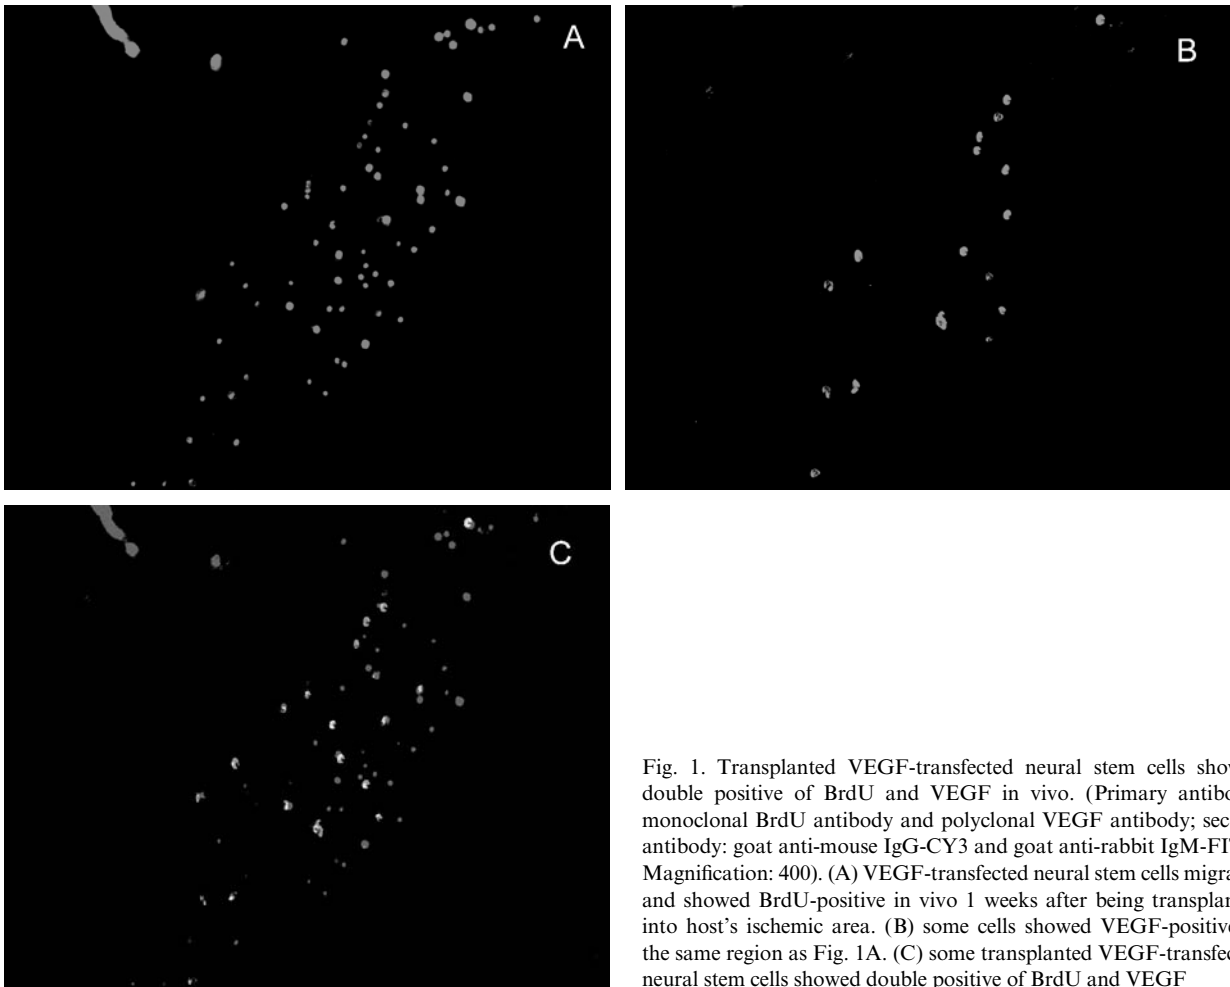 A
B
C
Fig. 1. Transplanted VEGF-transfected neural stem cells show
double positive of BrdU and VEGF in vivo. (Primary antibo
monoclonal BrdU antibody and polyclonal VEGF antibody; sec
antibody: goat anti-mouse IgG-CY3 and goat anti-rabbit IgM-FI
Magnification: 400). (A) VEGF-transfected neural stem cells migra
and showed BrdU-positive in vivo 1 weeks after being transplan
into host's ischemic area. (B) some cells showed VEGF-positive
the same region as Fig. 1A. (C) some transplanted VEGF-transfec
neural stem cells showed double positive of BrdU and VEGF